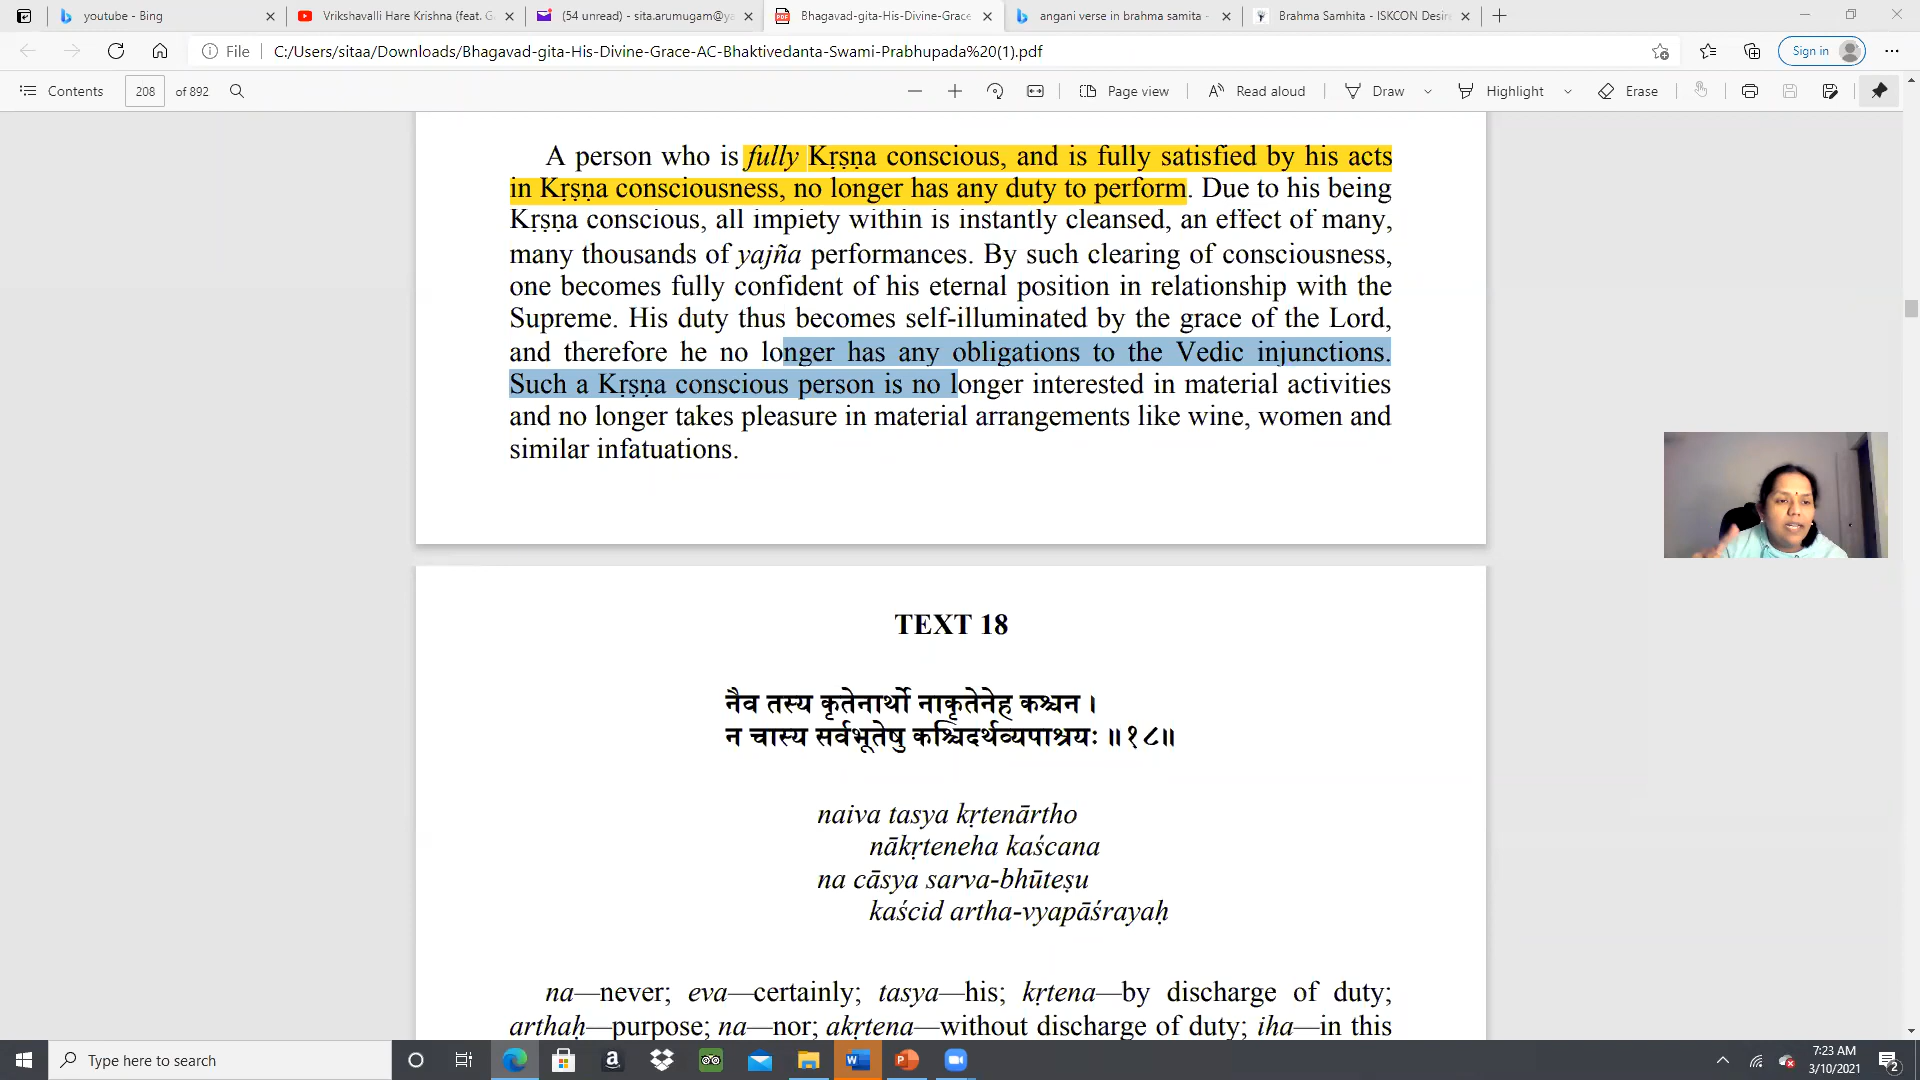 youtube - Bing
Vrikshavalli Hare Krishna (feat. G
(54 unread) - sita.arumugam@ya
Bhagavad-gita-His-Divine-Grace
angani verse in brahma samita -
Brahma Samhita - ISKCON Desire
File C:/Users/sitaa/Downloads/Bhagavad-gita-His-Divine-Grace-AC-Bhaktivedanta-Swami-Prabhupada%20(1).pdf
Sign in
Contents 208 of 892 Page view Read aloud Draw Highlight Erase
A person who is fully Kṛṣṇa conscious, and is fully satisfied by his acts
in Kṛṣṇa consciousness, no longer has any duty to perform. Due to his being
Kṛṣṇa conscious, all impiety within is instantly cleansed, an effect of many,
many thousands of yajña performances. By such clearing of consciousness,
one becomes fully confident of his eternal position in relationship with the
Supreme. His duty thus becomes self-illuminated by the grace of the Lord,
and therefore he no longer has any obligations to the Vedic injunctions.
Such a Kṛṣṇa conscious person is no longer interested in material activities
and no longer takes pleasure in material arrangements like wine, women and
similar infatuations.
TEXT 18
नैव तस्य कृतेनार्थो नाकृतेनेह कश्चन ।
न चास्य सर्वभूतेषु कश्चिदर्थव्यपाश्रयः ॥१८॥
naiva tasya kṛtenārtho
nākṛteneha kaścana
na cāsya sarva-bhūteṣu
kaścid artha-vyapāśrayaḥ
na—never; eva—certainly; tasya—his; kṛtena—by discharge of duty;
arthaḥ—purpose; na—nor; akṛtena—without discharge of duty; iha—in this
Type here to search
7:23 AM
3/10/2021
2